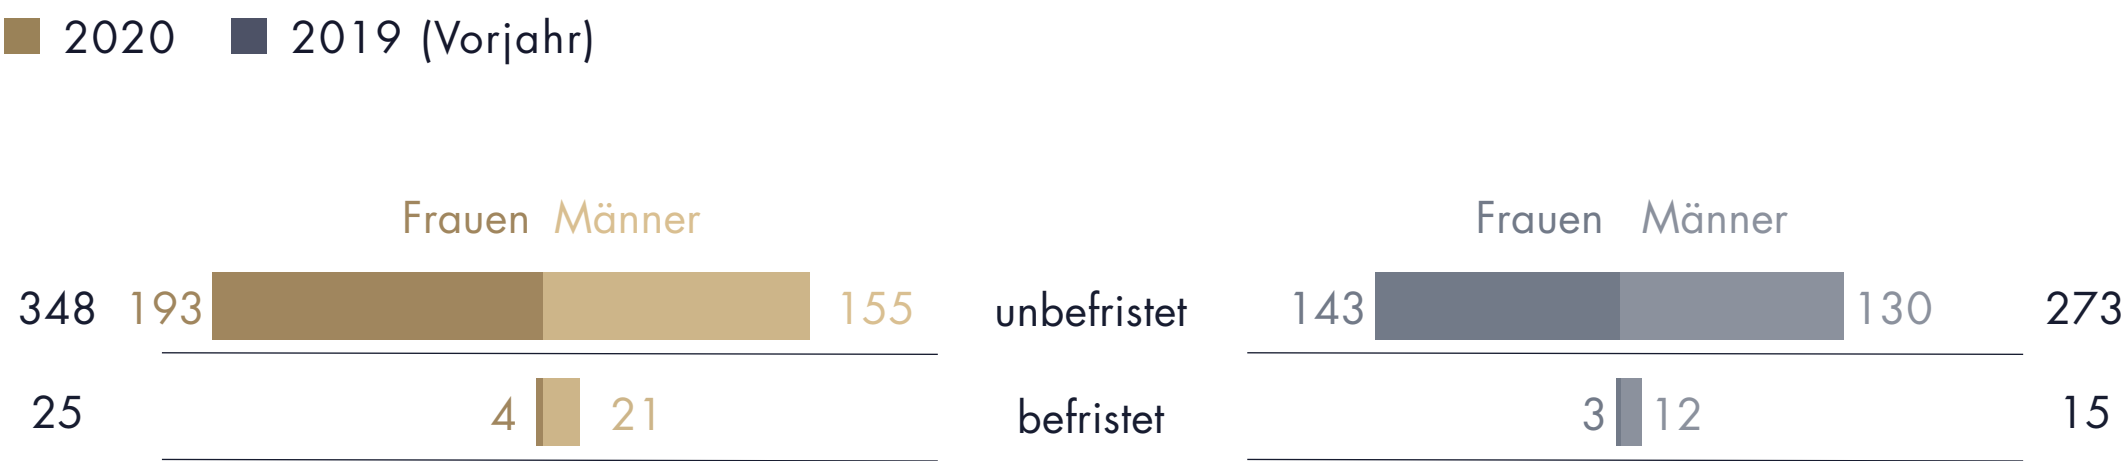 2020 2019 (Vorjahr)
Frauen Männer Frauen Männer
348 193 155 unbefristet 143 130 273
25 4 21 befristet 3 12 15